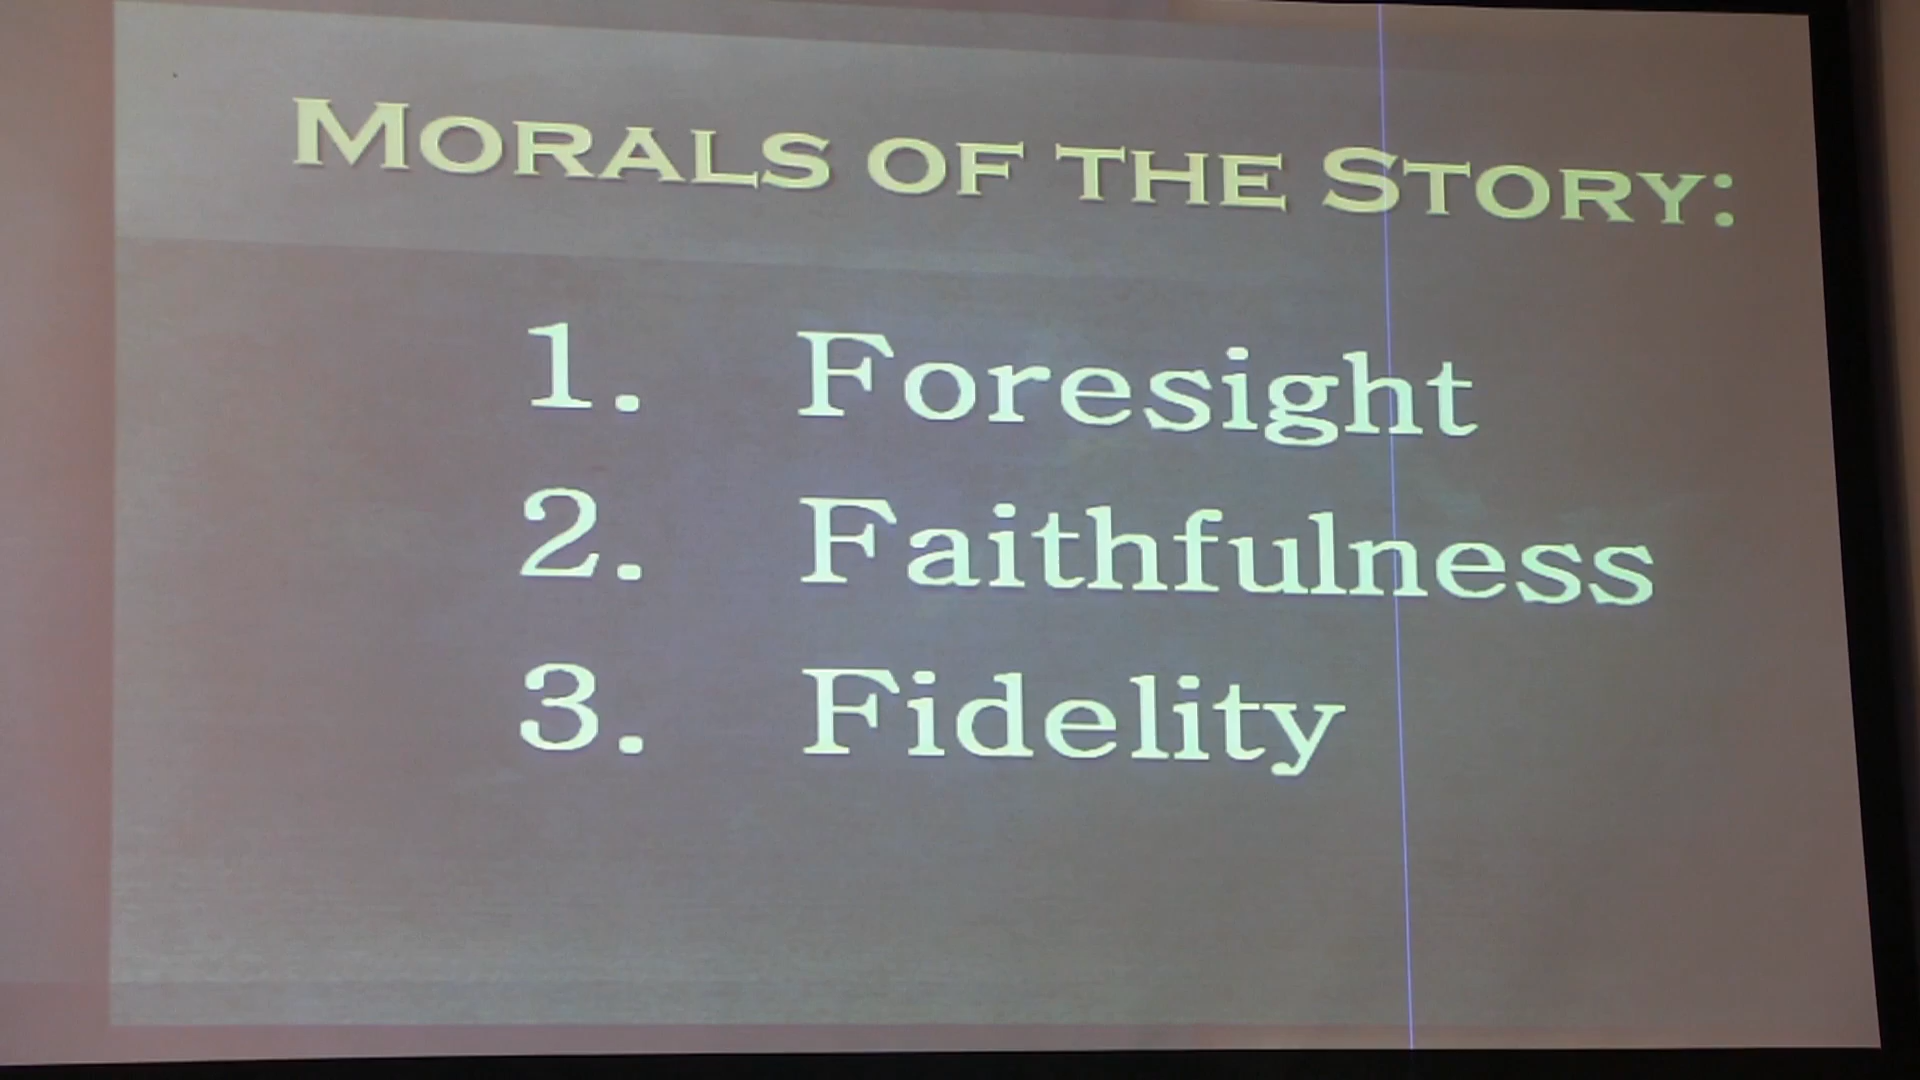 Morals of the Story:
1. Foresight
2. Faithfulness
3. Fidelity